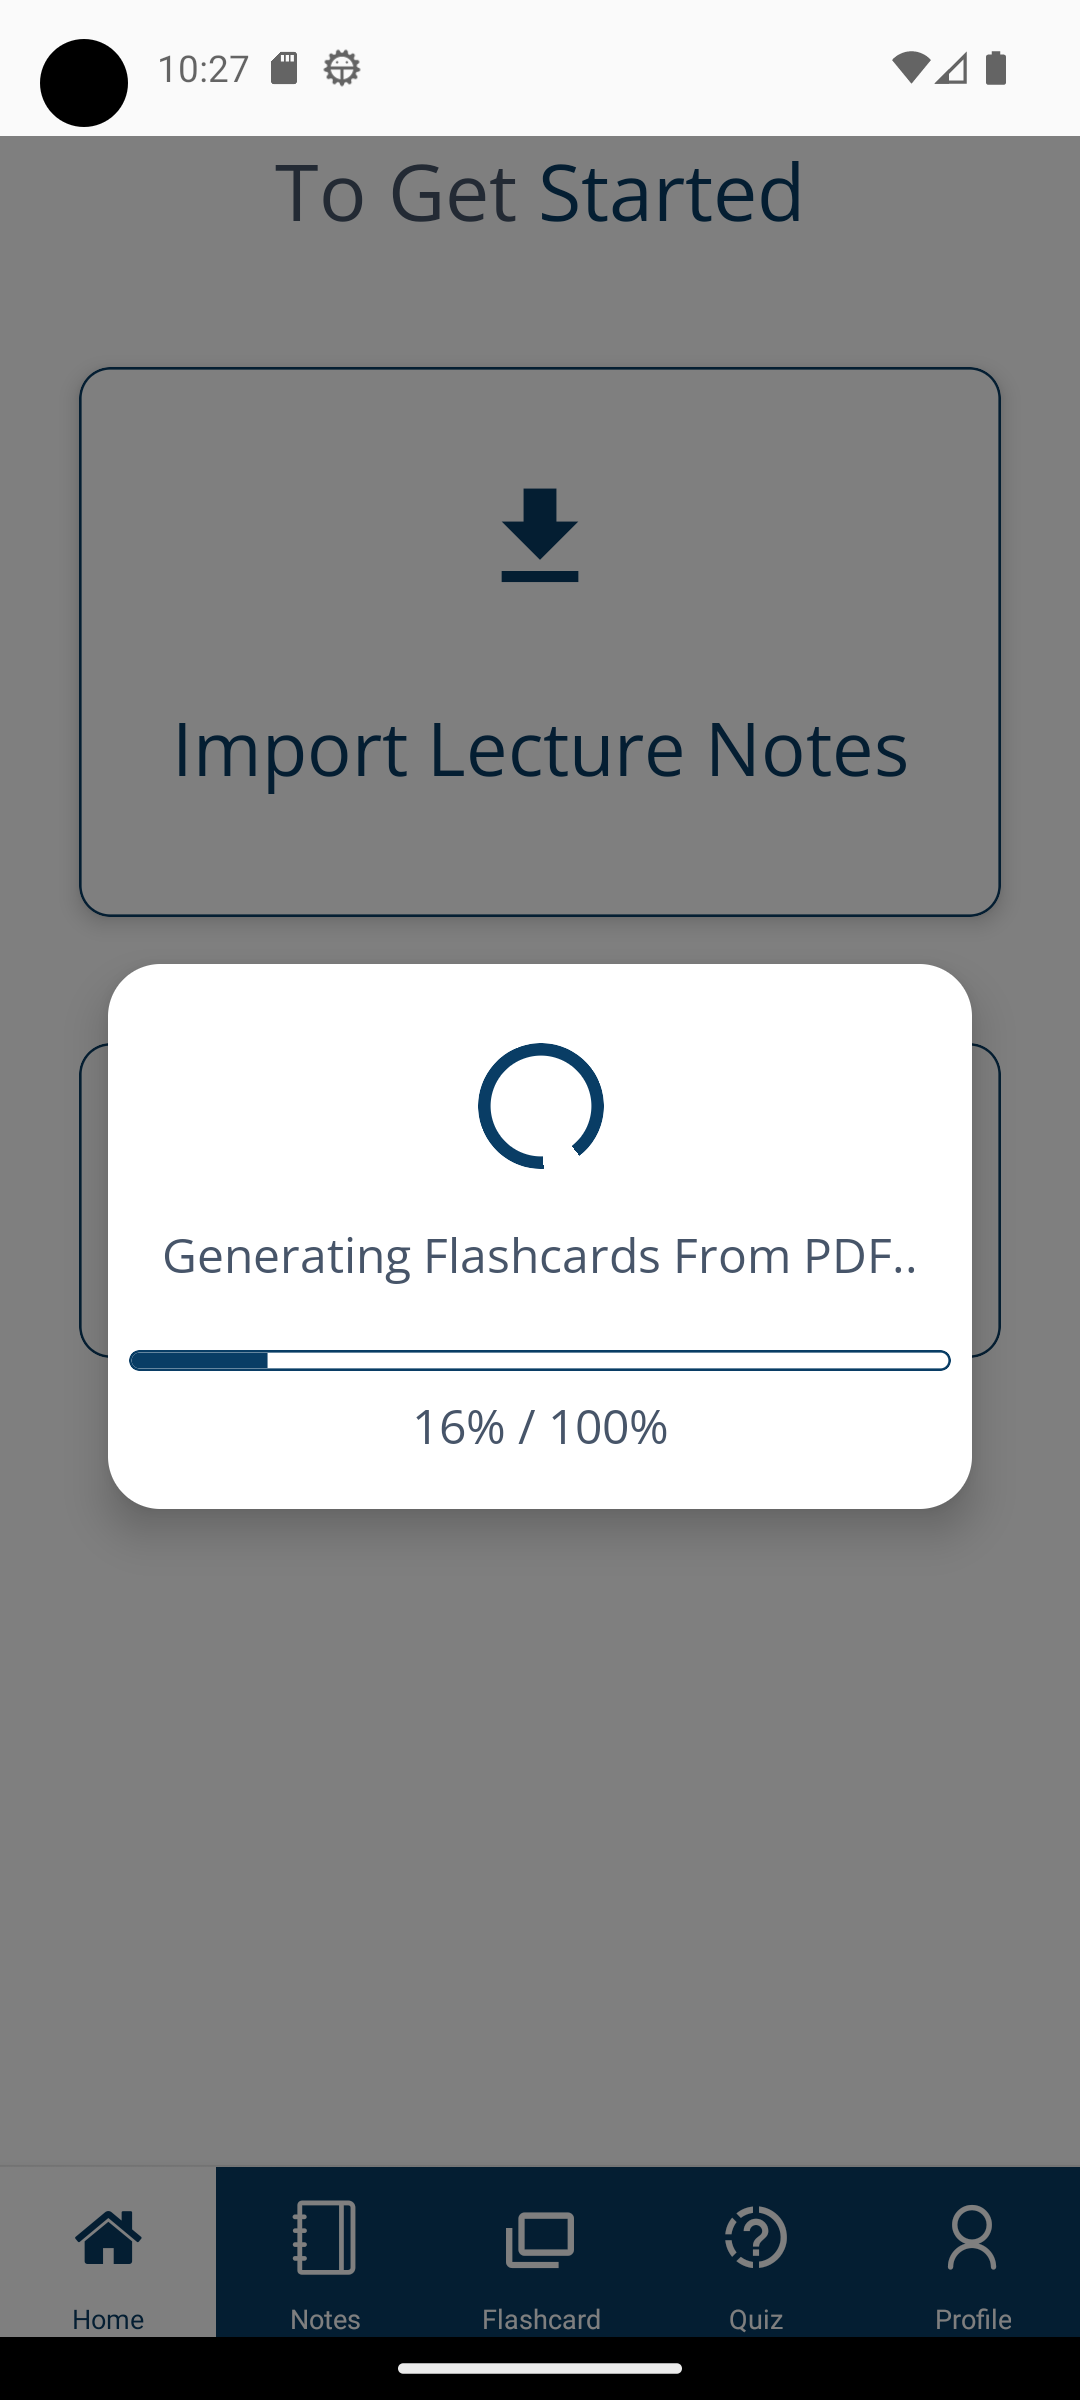 10:27
To Get Started
Import Lecture Notes
Generating Flashcards From PDF..
16% / 100%
Home
Notes
Flashcard
Quiz
Profile